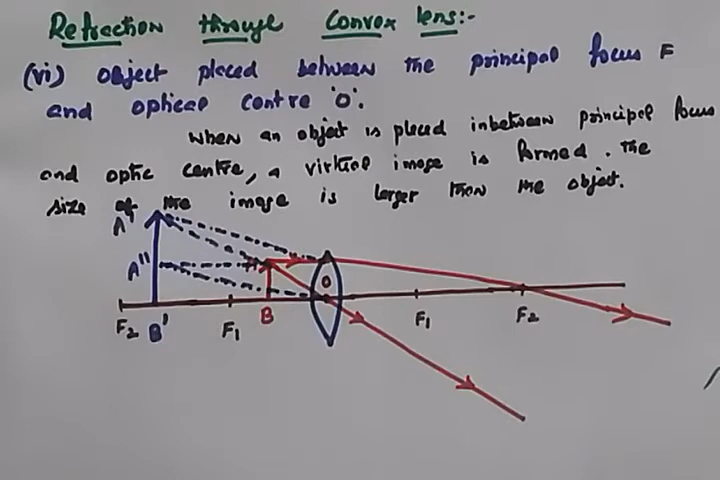 Refraction through Convex lens:-
(vi) object placed between the principal focus F
and optical centre 'O'.
When an object is placed inbetween principal focus
and optic centre, a virtual image is formed. The
size of the image is larger than the object.
A'
A"
A
O
F2
B'
F1
B
F1
F2